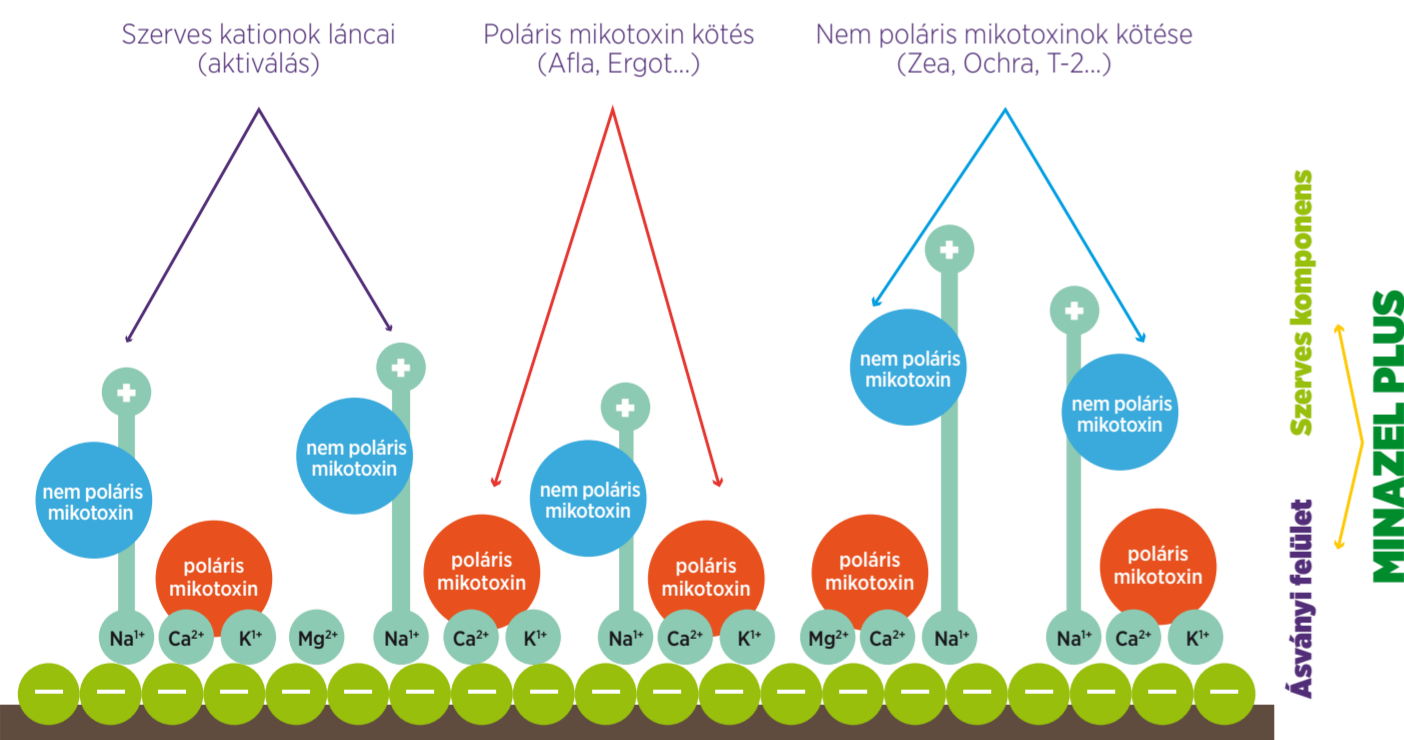 Szerves kationok láncai
(aktiválás)
Poláris mikotoxin kötés
(Afla, Ergot...)
Nem poláris mikotoxinok kötése
(Zea, Ochra, T-2...)
nem poláris
mikotoxin
nem poláris
mikotoxin
nem poláris
mikotoxin
nem poláris
mikotoxin
nem poláris
mikotoxin
poláris
mikotoxin
poláris
mikotoxin
poláris
mikotoxin
poláris
mikotoxin
poláris
mikotoxin
Na¹⁺ Ca²⁺ K¹⁺ Mg²⁺ Na¹⁺ Ca²⁺ K¹⁺ Na¹⁺ Ca²⁺ K¹⁺ Mg²⁺ Ca²⁺ Na¹⁺ Na¹⁺ Ca²⁺ K¹⁺
Szerves komponens
Ásványi felület
MINAZEL PLUS